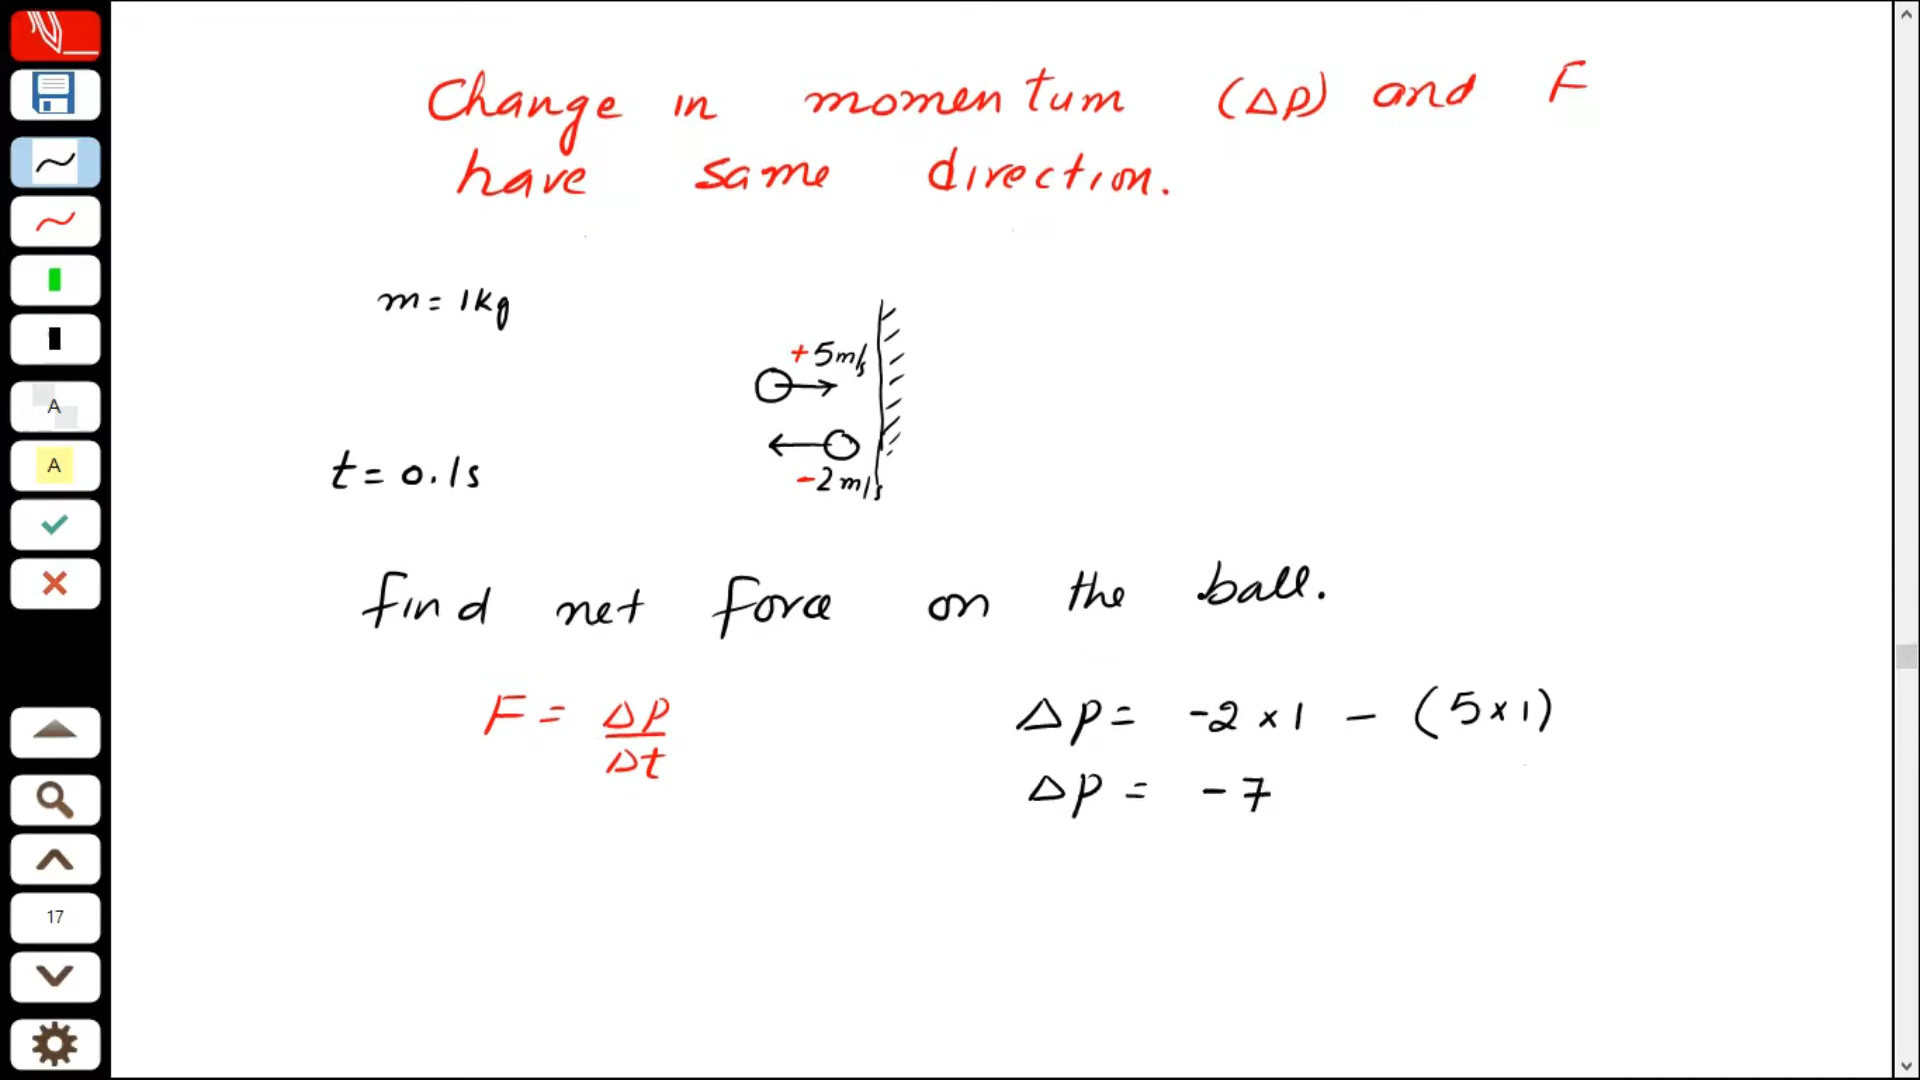 Change in momentum (Δp) and F
have same direction.
m = 1kg
+5m/s
-2m/s
t = 0.1s
find net force on the ball.
F = Δp/Δt
Δp = -2 × 1 - (5 × 1)
Δp = -7
A
A
17